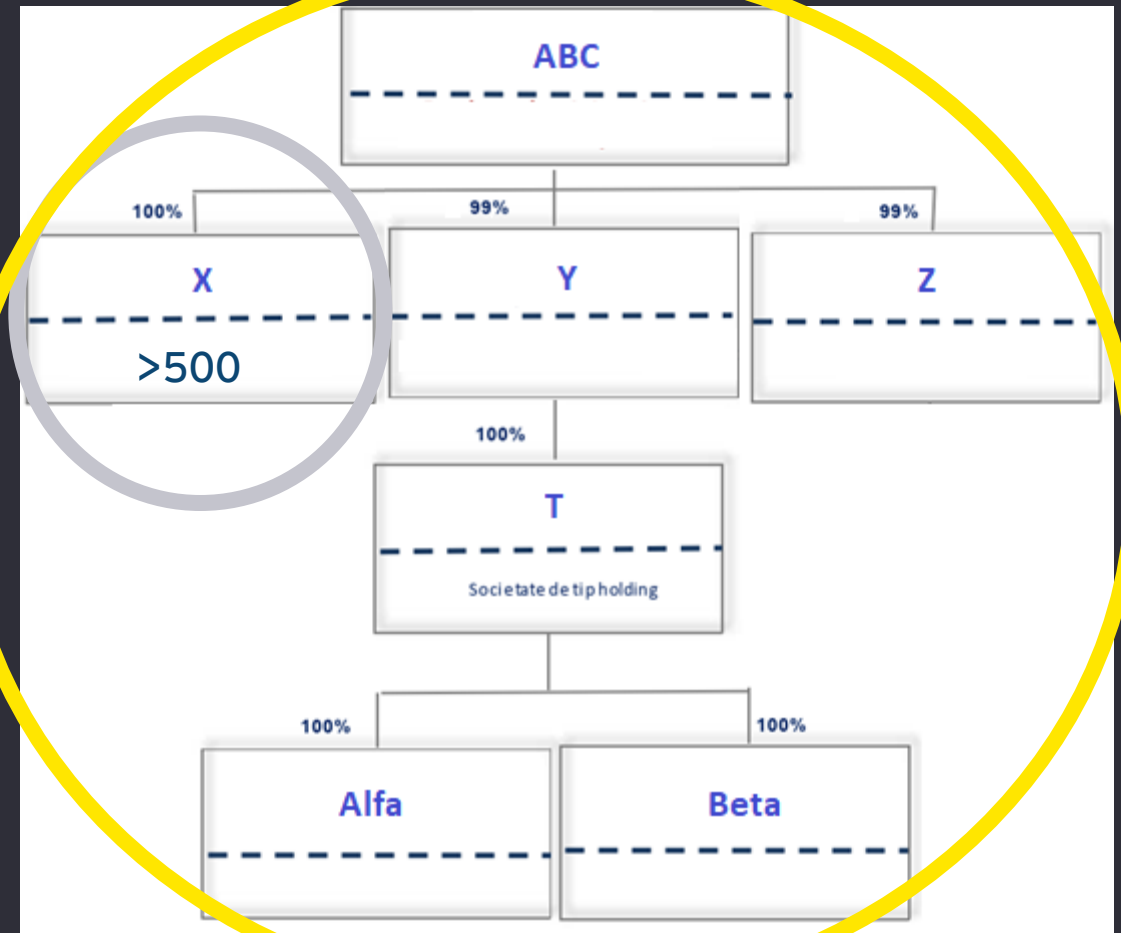 ABC
100%
99%
99%
X
Y
Z
>500
100%
T
Societate de tip holding
100%
100%
Alfa
Beta